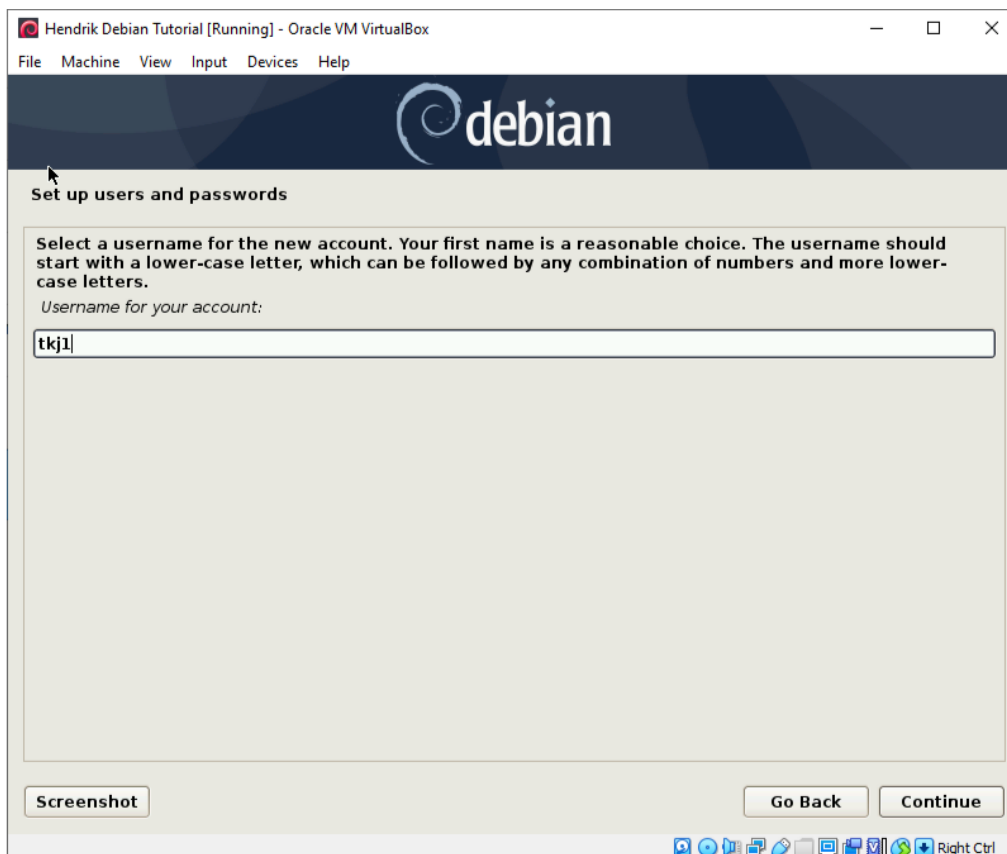 Hendrik Debian Tutorial [Running] - Oracle VM VirtualBox
File Machine View Input Devices Help
debian
Set up users and passwords
Select a username for the new account. Your first name is a reasonable choice. The username should
start with a lower-case letter, which can be followed by any combination of numbers and more lower-
case letters.
Username for your account:
tkj1
Screenshot
Go Back
Continue
Right Ctrl